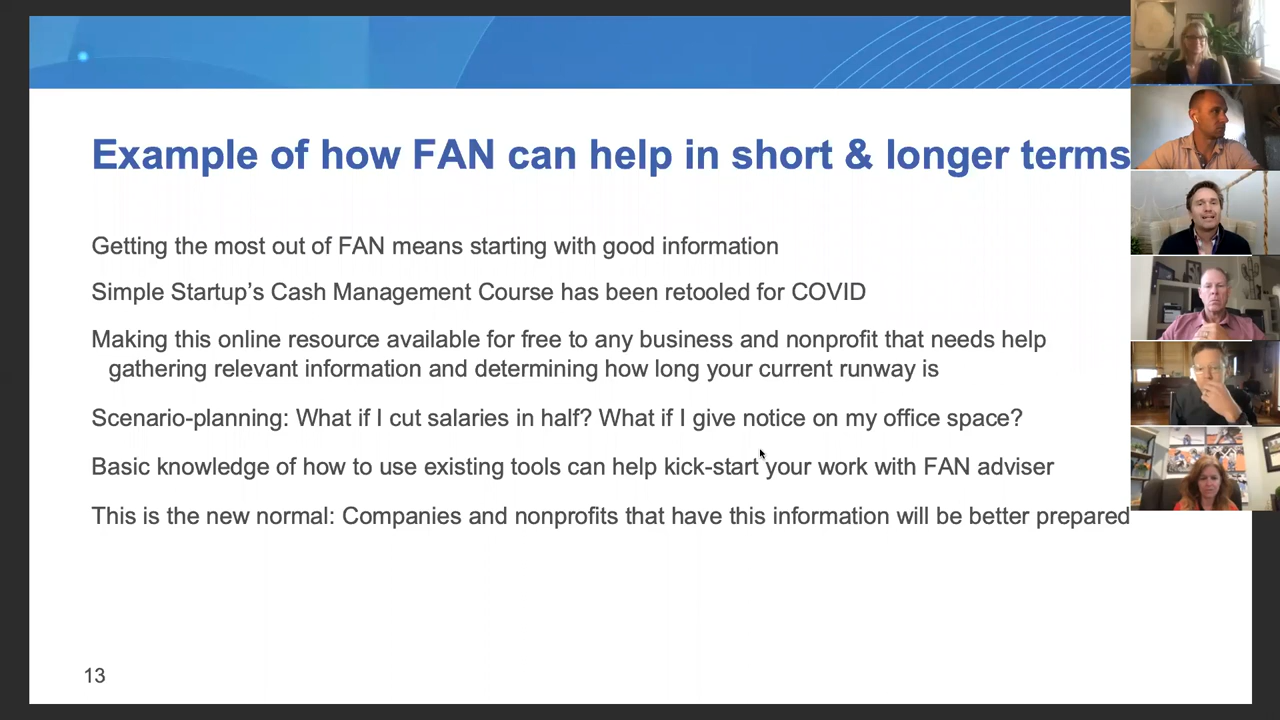 Example of how FAN can help in short & longer terms
Getting the most out of FAN means starting with good information
Simple Startup’s Cash Management Course has been retooled for COVID
Making this online resource available for free to any business and nonprofit that needs help
gathering relevant information and determining how long your current runway is
Scenario-planning: What if I cut salaries in half? What if I give notice on my office space?
Basic knowledge of how to use existing tools can help kick-start your work with FAN adviser
This is the new normal: Companies and nonprofits that have this information will be better prepared
13